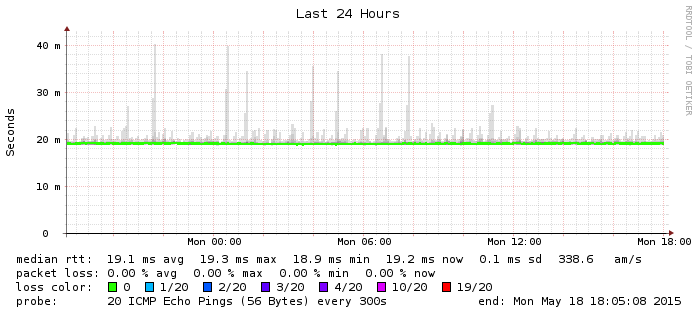 Last 24 Hours
RRDTOOL / TOBI OETIKER
Seconds
40 m
30 m
20 m
10 m
0
Mon 00:00 Mon 06:00 Mon 12:00 Mon 18:00
median rtt: 19.1 ms avg 19.3 ms max 18.9 ms min 19.2 ms now 0.1 ms sd 338.6 am/s
packet loss: 0.00 % avg 0.00 % max 0.00 % min 0.00 % now
loss color: 0 1/20 2/20 3/20 4/20 10/20 19/20
probe: 20 ICMP Echo Pings (56 Bytes) every 300s end: Mon May 18 18:05:08 2015